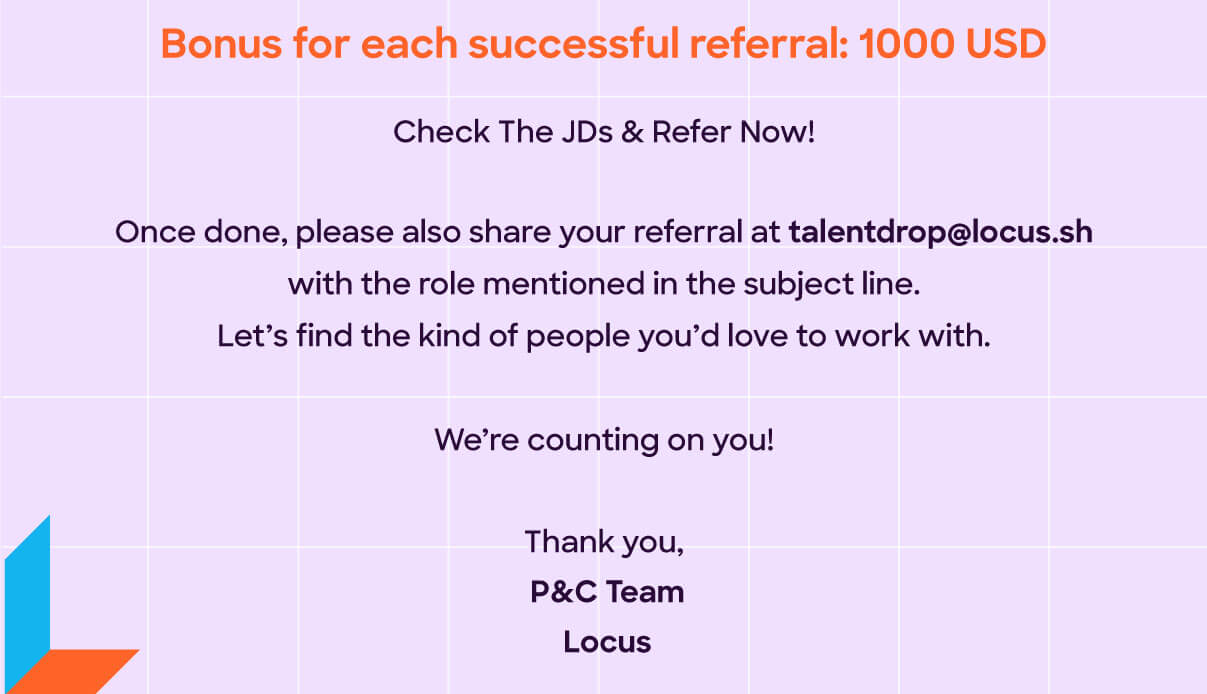 Bonus for each successful referral: 1000 USD
Check The JDs & Refer Now!
Once done, please also share your referral at talentdrop@locus.sh
with the role mentioned in the subject line.
Let’s find the kind of people you’d love to work with.
We’re counting on you!
Thank you,
P&C Team
Locus